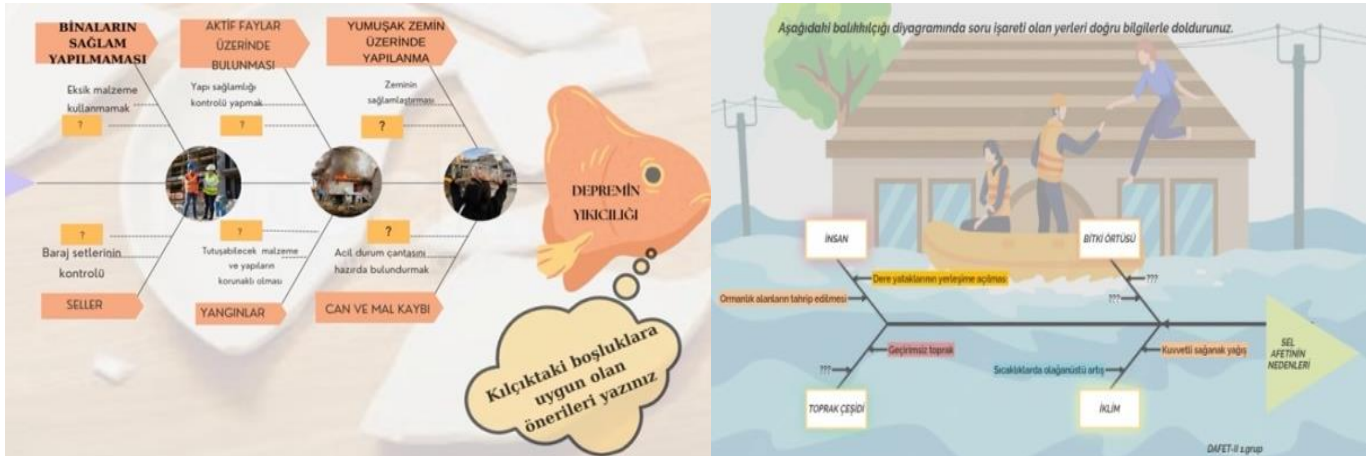 BİNALARIN
SAĞLAM
YAPILMAMASI
AKTİF FAYLAR
ÜZERİNDE
BULUNMASI
YUMUŞAK ZEMİN
ÜZERİNDE
YAPILANMA
Eksik malzeme
kullanmamak
?
Yapı sağlamlığı
kontrolü yapmak
?
Zeminin
sağlamlaştırması
?
DEPREMİN
YIKICILIĞI
?
Baraj setlerinin
kontrolü
SELLER
?
Tutuşabilecek malzeme
ve yapıların
korunaklı olması
YANGINLAR
?
Acil durum çantasını
hazırda bulundurmak
CAN VE MAL KAYBI
Kılçıktaki boşluklara
uygun olan
önerileri yazınız
Aşağıdaki balıkkılçığı diyagramında soru işareti olan yerleri doğru bilgilerle doldurunuz.
İNSAN
BİTKİ ÖRTÜSÜ
Dere yataklarının yerleşime açılması
???
Ormanlık alanların tahrip edilmesi
???
SEL
AFETİNİN
NEDENLERİ
Geçirimsiz toprak
Kuvvetli sağanak yağış
???
Sıcaklıklarda olağanüstü artış
TOPRAK ÇEŞİDİ
İKLİM
DAFET-II 1.grup